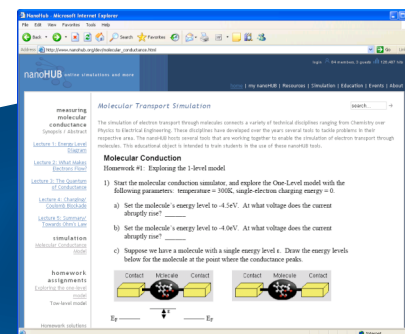 NanoHub - Microsoft Internet Explorer
File Edit View Favorites Tools Help
Back Search Favorites
Address http://www.nanohub.org/dev/molecular_conductance.html Go
nanoHUB online simulations and more
home | my nanoHUB | Resources | Simulation | Education | Events | About
measuring
molecular
conductance
Synopsis / Abstract
Lecture 1: Energy Level
Diagram
Lecture 2: What Makes
Electrons Flow?
Lecture 3: The Quantum
of Conductance
Lecture 4: Charging/
Coulomb Blockade
Lecture 5: Summary/
Towards Ohm's Law
simulation
Molecular Conductance
Model
homework
assignments
Exploring the one-level
model
Two-level model
Homework solutions
Molecular Transport Simulation
search...
The simulation of electron transport through molecules connects a variety of technical disciplines ranging from Chemistry over
Physics to Electrical Engineering. These disciplines have developed over the years several tools to tackle problems in their
respective area. The nanoHUB hosts several tools that are working together to enable the simulation of electron transport through
molecules. This educational object is intended to train students in the use of these nanoHUB tools.
Molecular Conduction
Homework #1: Exploring the 1-level model
1) Start the molecular conduction simulator, and explore the One-Level model with the
following parameters: temperature = 300K, single-electron charging energy = 0.
a) Set the molecule's energy level to -4.5eV. At what voltage does the current
abruptly rise? ______
b) Set the molecule's energy level to -4.0eV. At what voltage does the current
abruptly rise? ______
c) Suppose we have a molecule with a single energy level ε. Draw the energy levels
below for the molecule at the point where the conductance peaks.
Contact Molecule Contact Contact Molecule Contact
ε
EF EF
Internet